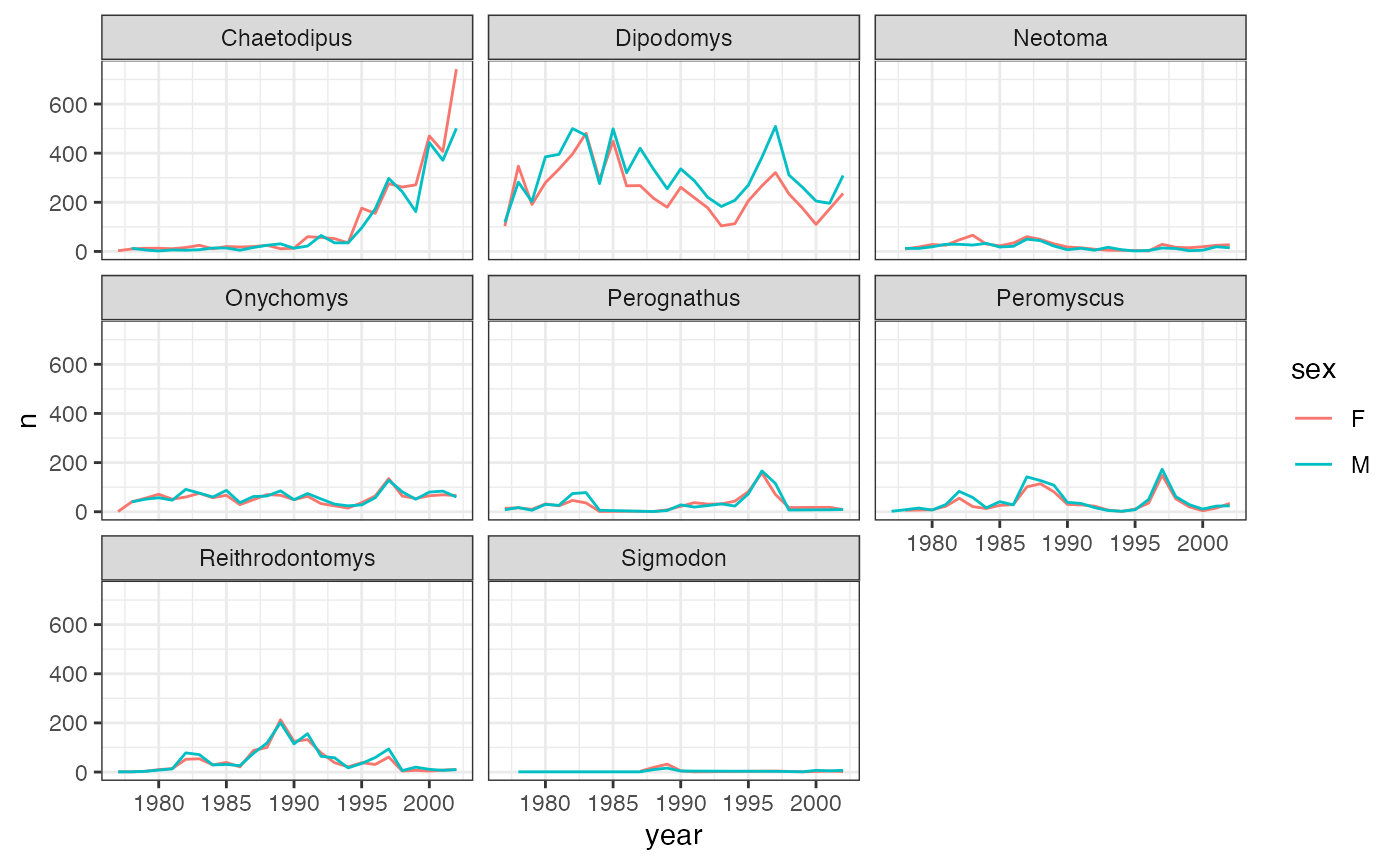 Chaetodipus Dipodomys Neotoma
600
400
200
0
Onychomys Perognathus Peromyscus
600
400
200
0
1980 1985 1990 1995 2000
Reithrodontomys Sigmodon
600
400
200
0
1980 1985 1990 1995 2000 1980 1985 1990 1995 2000
year
n
sex
F
M